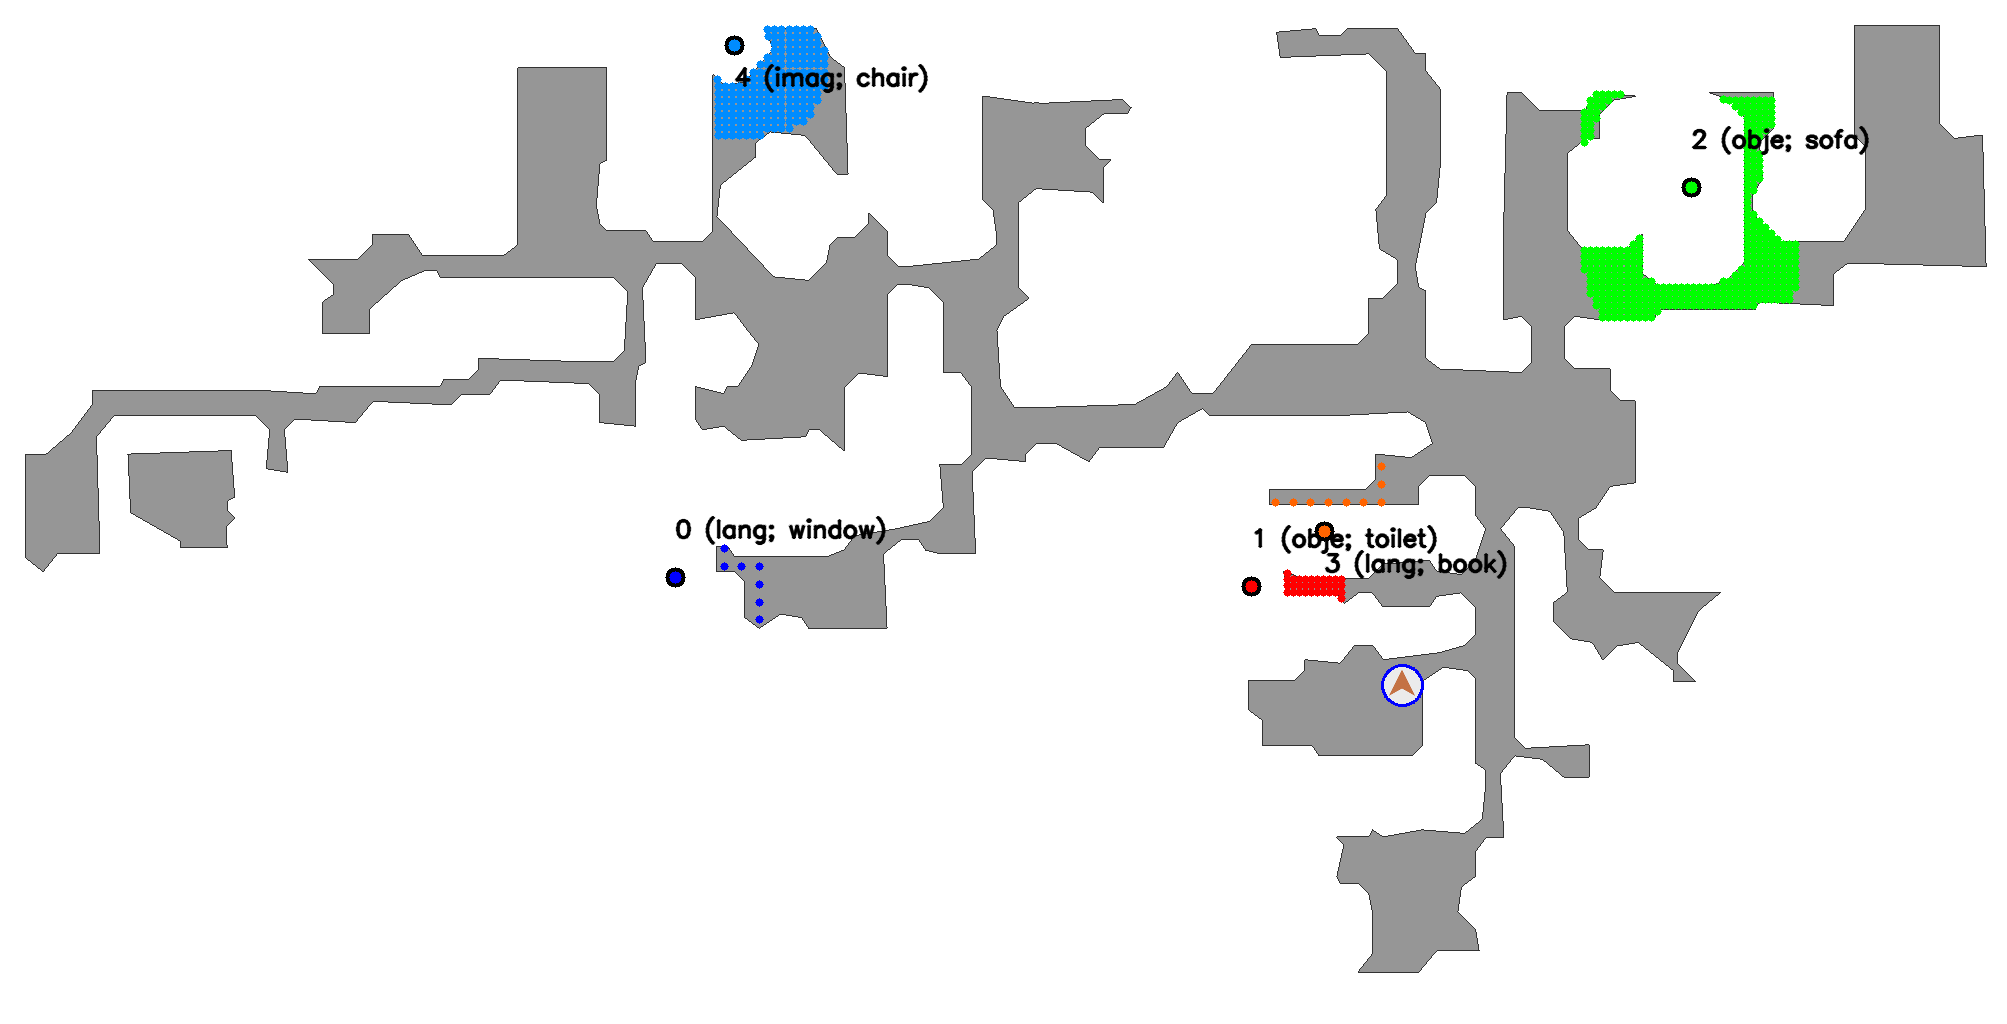 4 (imag; chair)
2 (obje; sofa)
0 (lang; window)
1 (obje; toilet)
3 (lang; book)